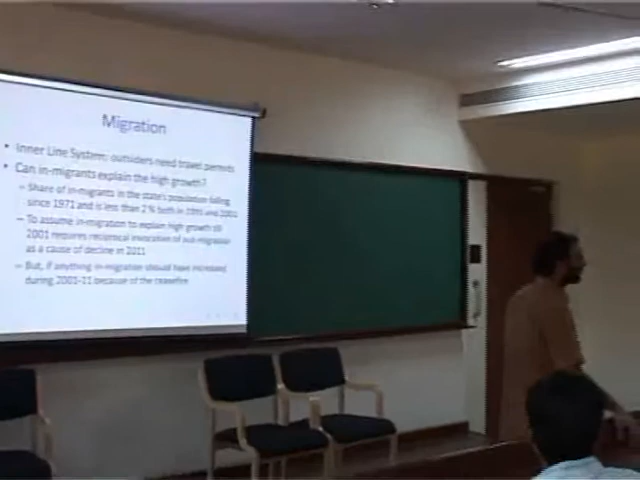 Migration
• Inner Line System: outsiders need travel permits
• Can in-migrants explain the high growth?
– Share of in-migrants in the state's population falling
since 1971 and is less than 2 % both in 1991 and 2001
– To assume in-migration to explain high growth till
2001 requires reciprocal invocation of out-migration
as a cause of decline in 2011
– But, if anything in-migration should have increased
during 2001-11 because of the ceasefire